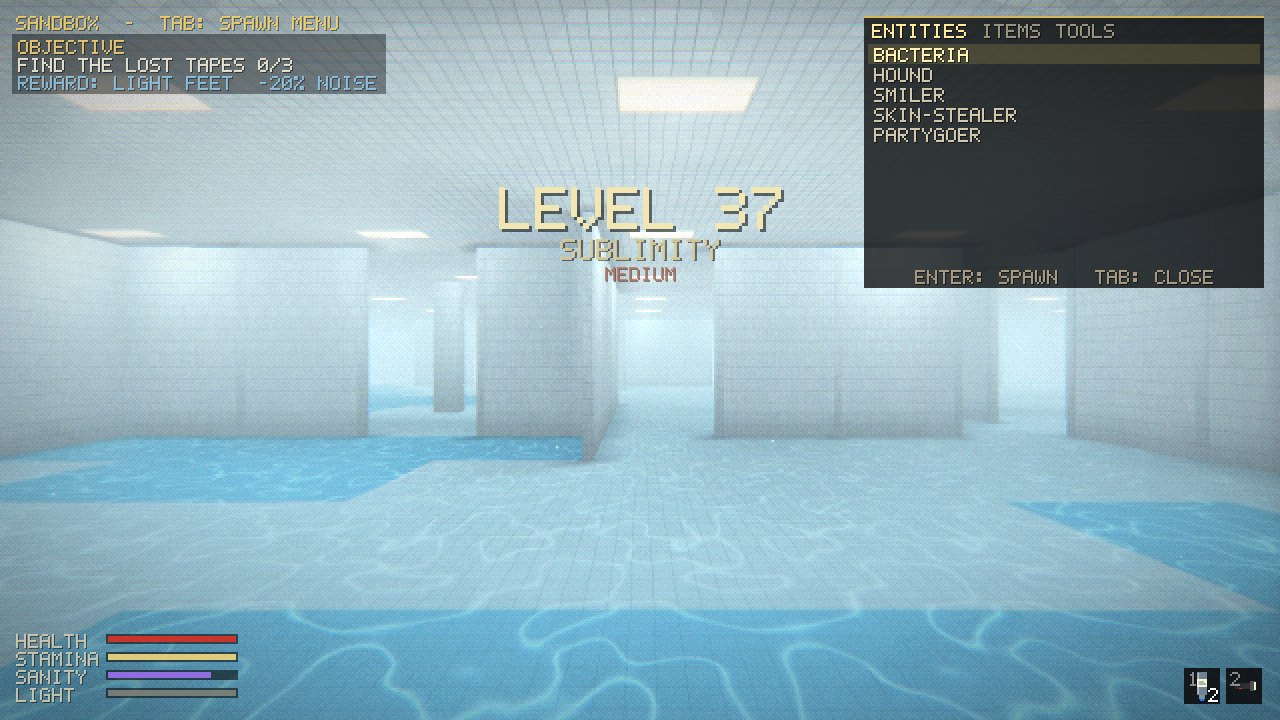 SANDBOX - TAB: SPAWN MENU
OBJECTIVE
FIND THE LOST TAPES 0/3
REWARD: LIGHT FEET -20% NOISE
ENTITIES ITEMS TOOLS
BACTERIA
HOUND
SMILER
SKIN-STEALER
PARTYGOER
ENTER: SPAWN TAB: CLOSE
LEVEL 37
SUBLIMITY
MEDIUM
HEALTH
STAMINA
SANITY
LIGHT
1 2
2